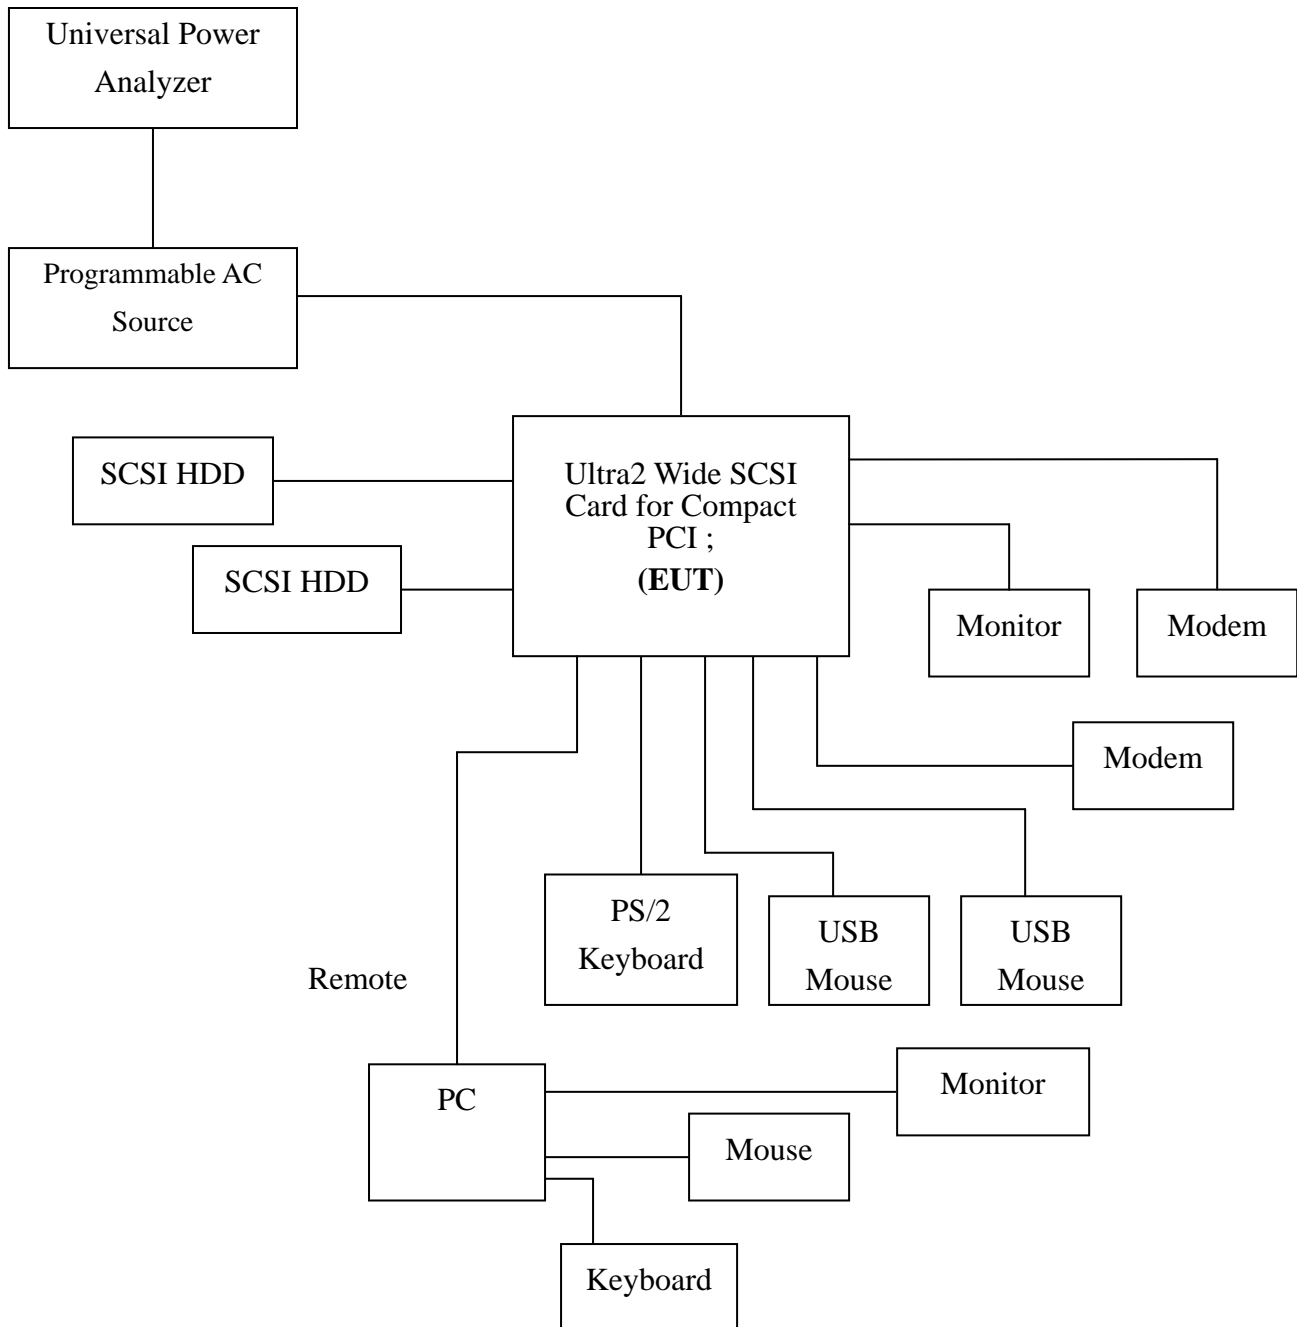 Universal Power
Analyzer
Programmable AC
Source
SCSI HDD
Ultra2 Wide SCSI
Card for Compact
PCI ;
(EUT)
SCSI HDD
Monitor
Modem
Modem
PS/2
Keyboard
USB
Mouse
USB
Mouse
Remote
PC
Monitor
Mouse
Keyboard